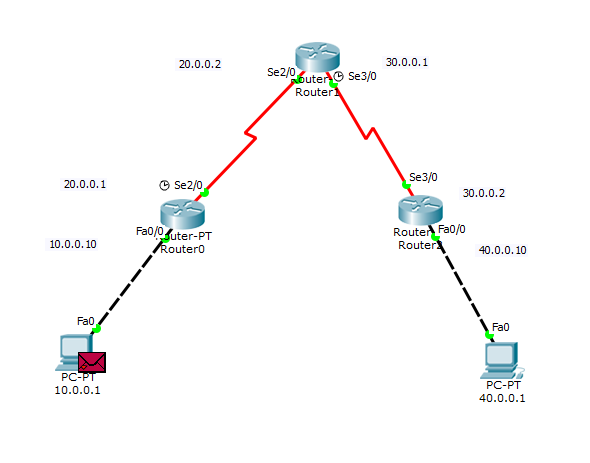 20.0.0.2
30.0.0.1
Se2/0
Se3/0
Router1
20.0.0.1
Se2/0
Se3/0
30.0.0.2
Fa0/0
Router-PT
Router0
Router
Fa0/0
Router2
10.0.0.10
40.0.0.10
Fa0
Fa0
PC-PT
10.0.0.1
PC-PT
40.0.0.1